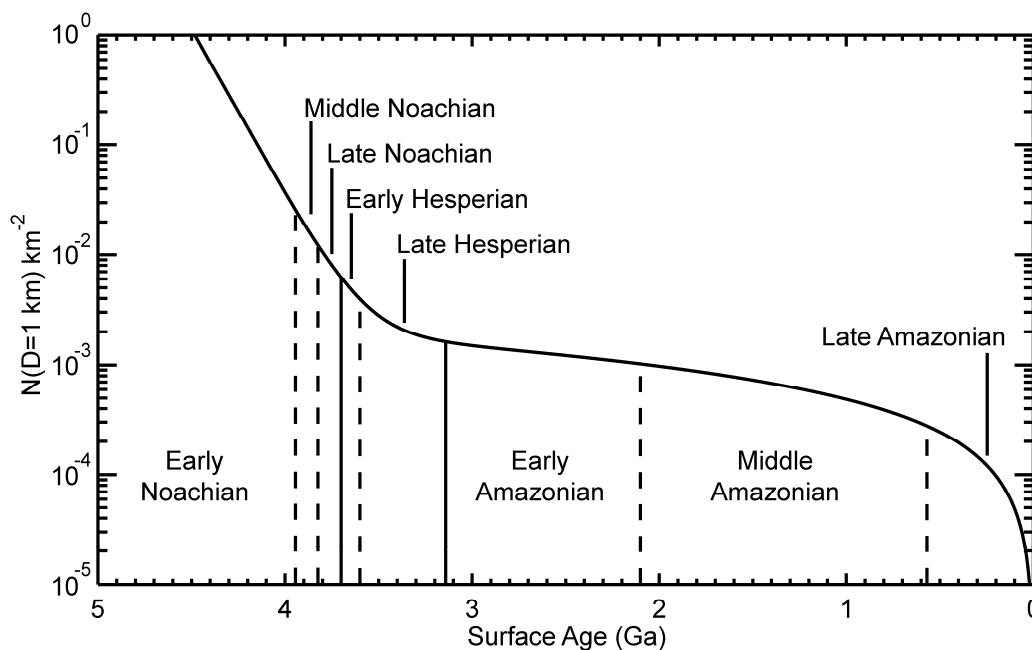 10^0
10^-1
10^-2
10^-3
10^-4
10^-5
N(D=1 km) km^-2
Middle Noachian
Late Noachian
Early Hesperian
Late Hesperian
Late Amazonian
Early
Noachian
Early
Amazonian
Middle
Amazonian
5 4 3 2 1 0
Surface Age (Ga)